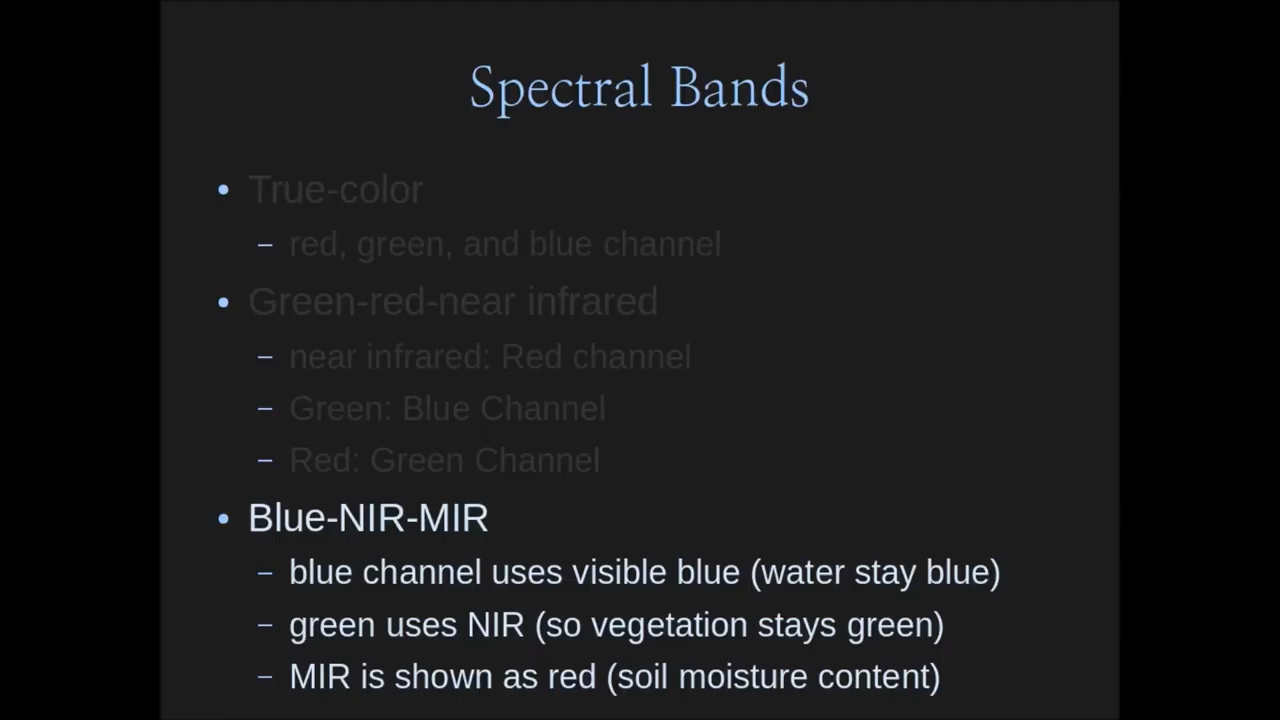 Spectral Bands
• True-color
– red, green, and blue channel
• Green-red-near infrared
– near infrared: Red channel
– Green: Blue Channel
– Red: Green Channel
• Blue-NIR-MIR
– blue channel uses visible blue (water stay blue)
– green uses NIR (so vegetation stays green)
– MIR is shown as red (soil moisture content)